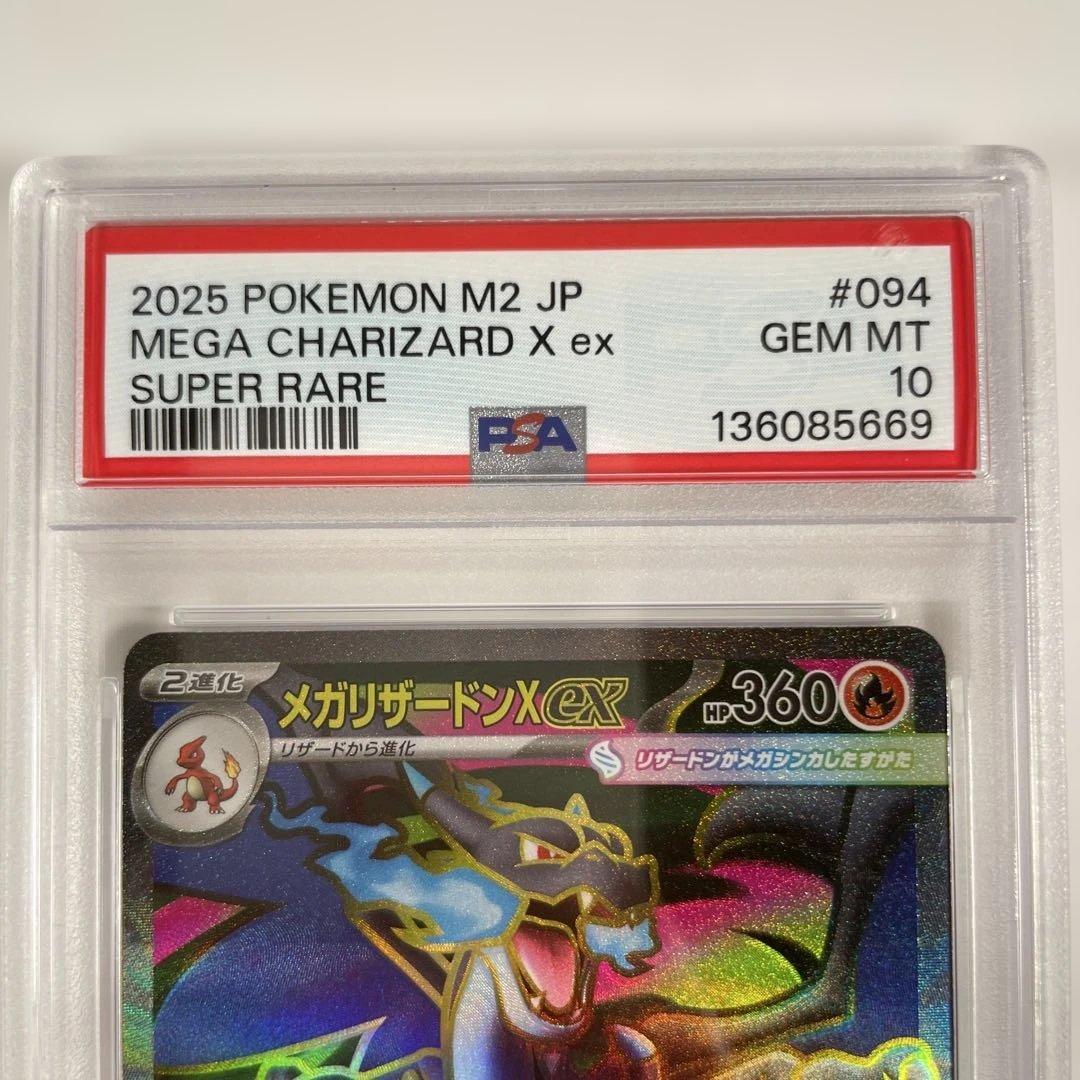 2025 POKEMON M2 JP #094
MEGA CHARIZARD X ex GEM MT
SUPER RARE 10
PSA 136085669
2進化 メガリザードンXex HP360
リザードから進化
リザードンがメガシンカしたすがた